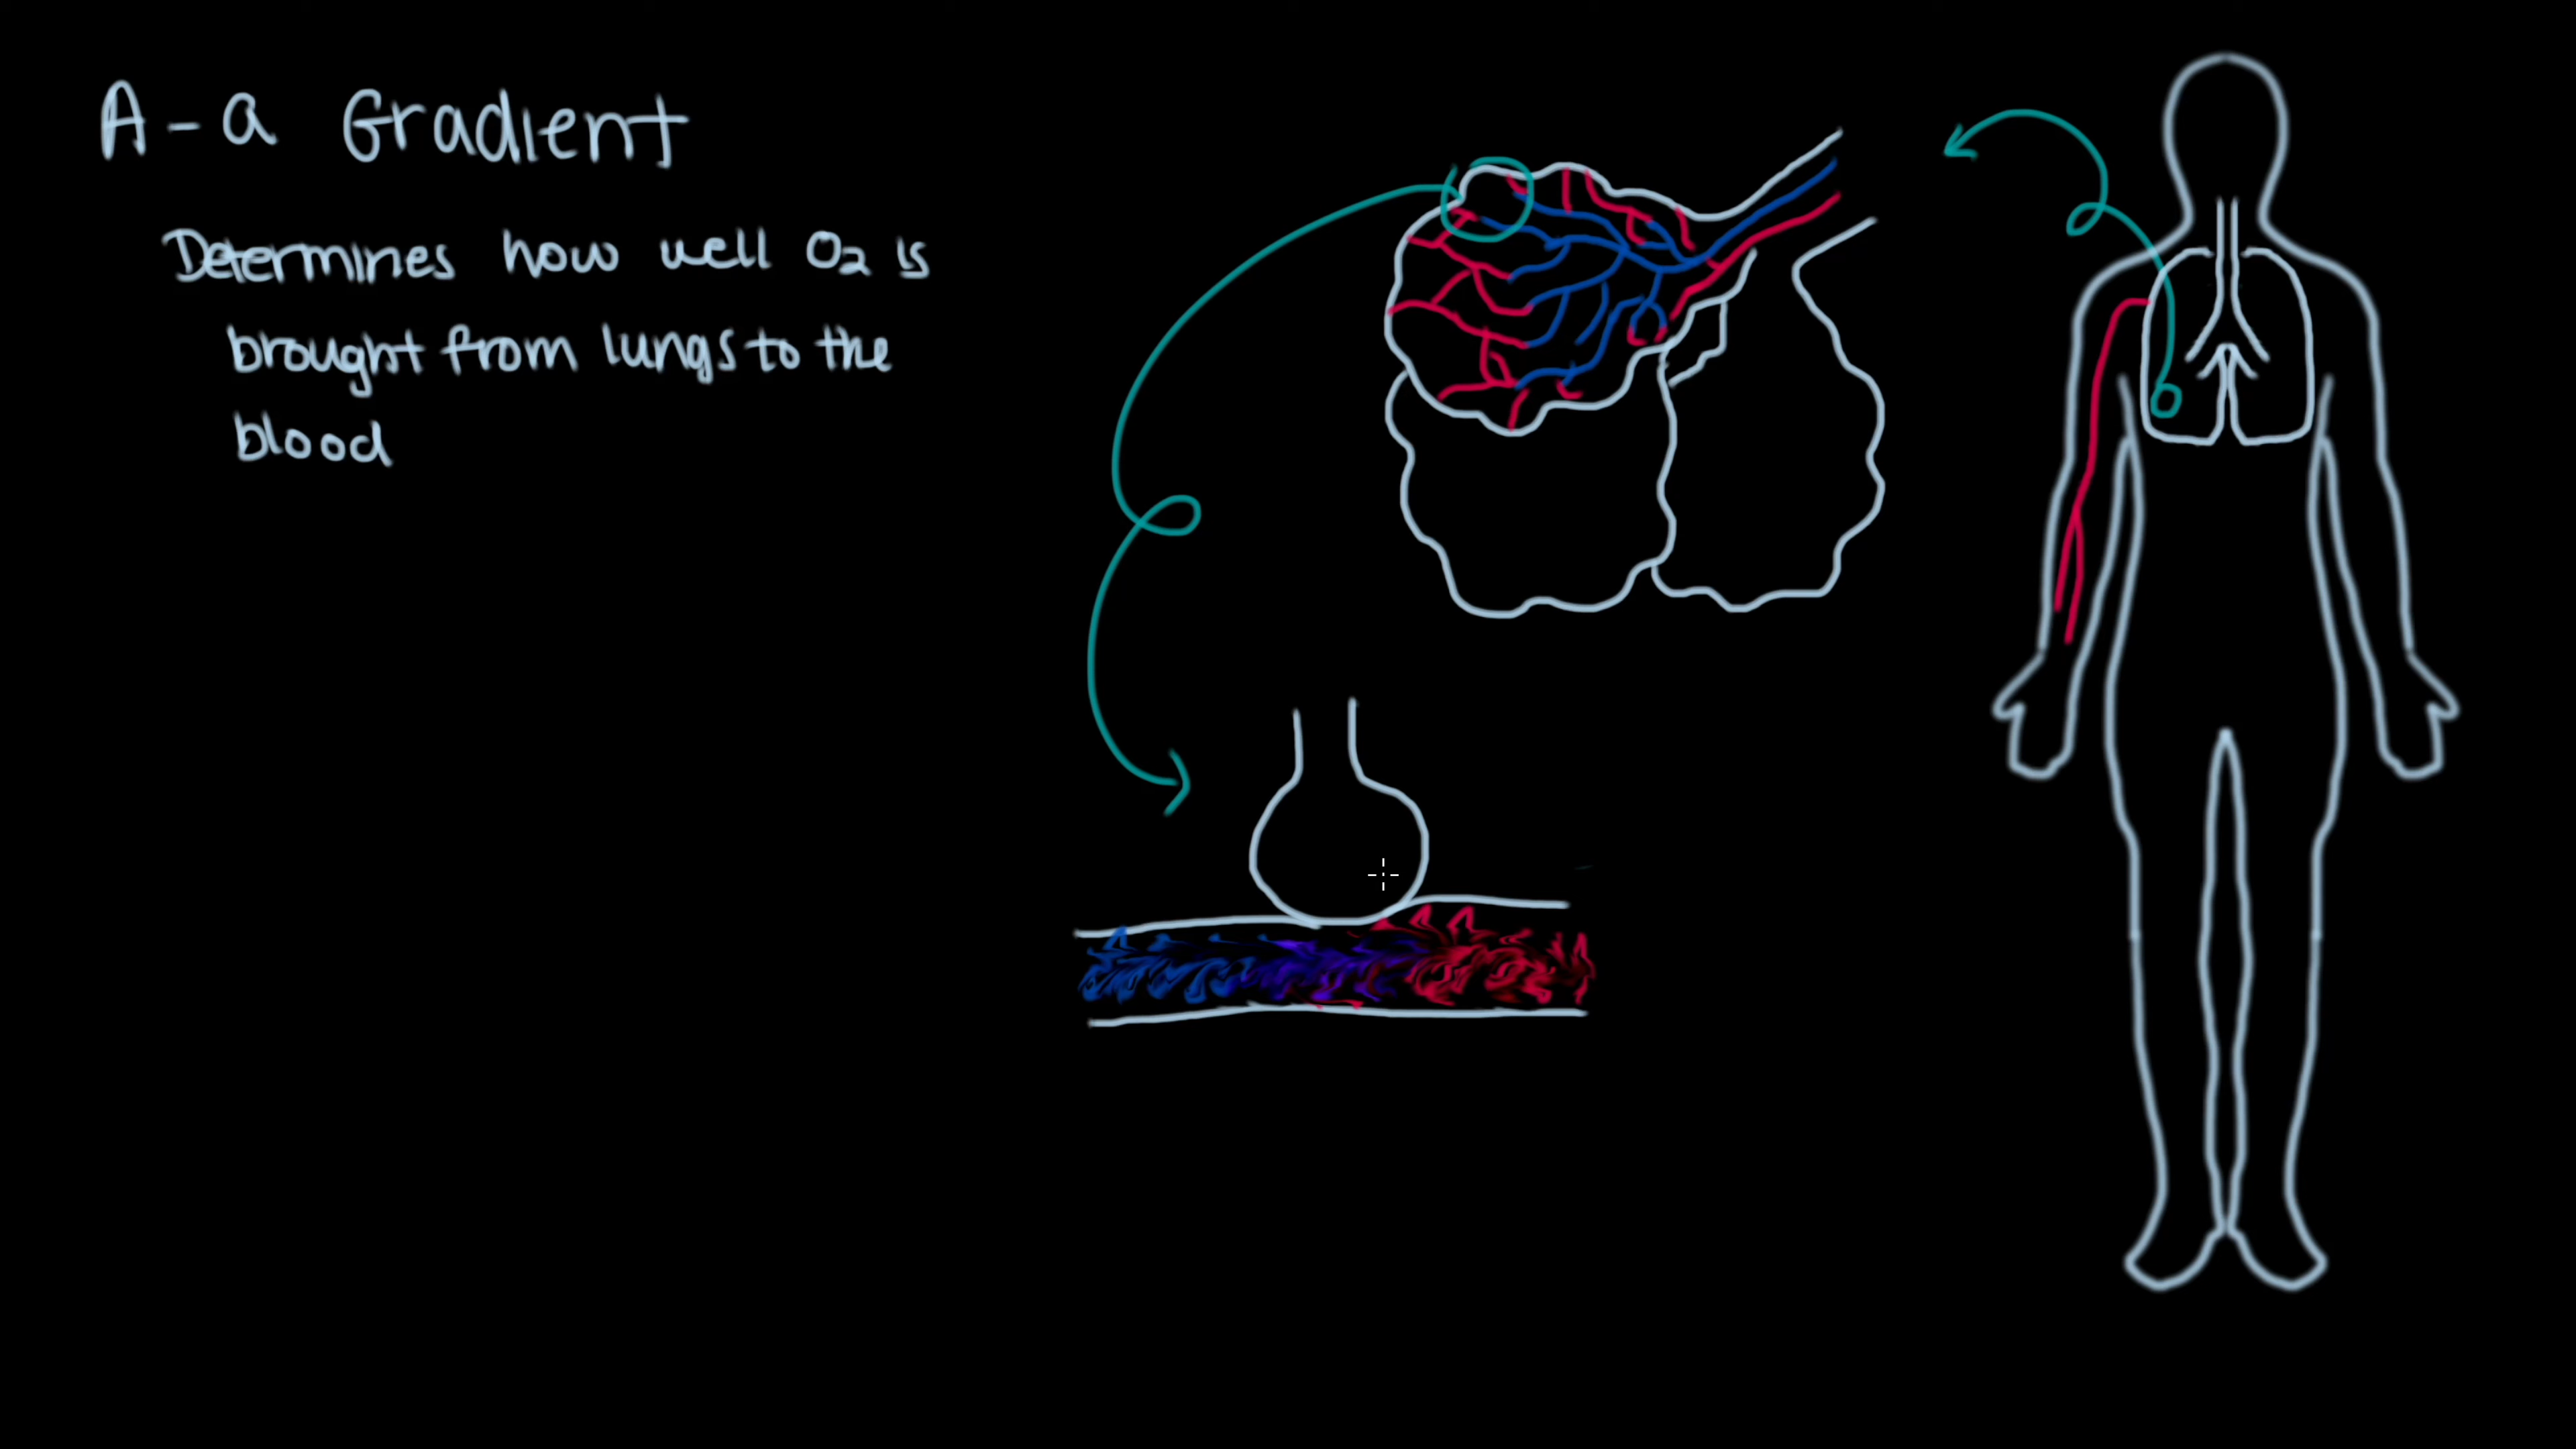 A-a Gradient
Determines how well O₂ is
brought from lungs to the
blood